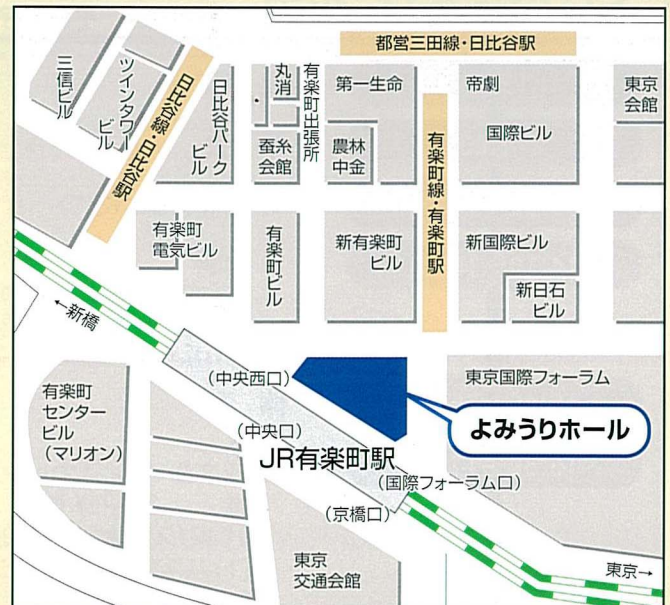 都営三田線・日比谷駅
三信ビル
ツインタワー
ビル
日比谷線・日比谷駅
日比谷パーク
ビル
丸消
・
有楽町出張所
蚕糸
会館
第一生命
農林
中金
有楽町線・有楽町駅
帝劇
国際ビル
東京
会館
有楽町
電気ビル
有楽町ビル
新有楽町
ビル
新国際ビル
新日石
ビル
←新橋
(中央西口)
東京国際フォーラム
よみうりホール
有楽町
センター
ビル
(マリオン)
(中央口)
JR有楽町駅
(国際フォーラム口)
(京橋口)
東京
交通会館
東京→